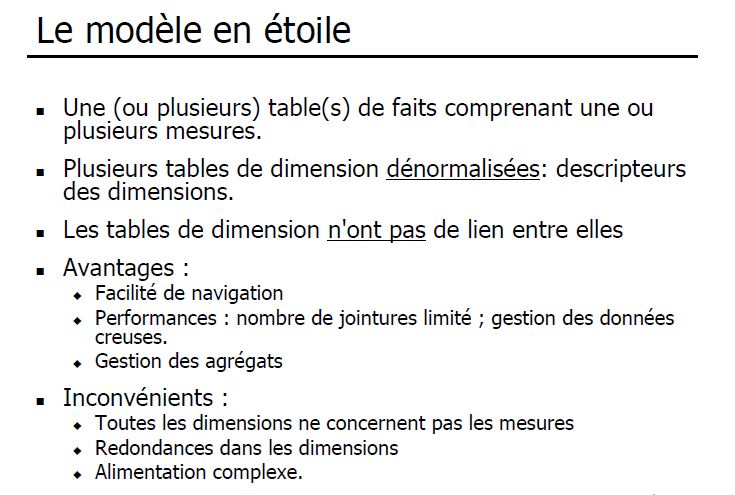 Le modèle en étoile
Une (ou plusieurs) table(s) de faits comprenant une ou
plusieurs mesures.
Plusieurs tables de dimension dénormalisées: descripteurs
des dimensions.
Les tables de dimension n'ont pas de lien entre elles
Avantages :
Facilité de navigation
Performances : nombre de jointures limité ; gestion des données
creuses.
Gestion des agrégats
Inconvénients :
Toutes les dimensions ne concernent pas les mesures
Redondances dans les dimensions
Alimentation complexe.